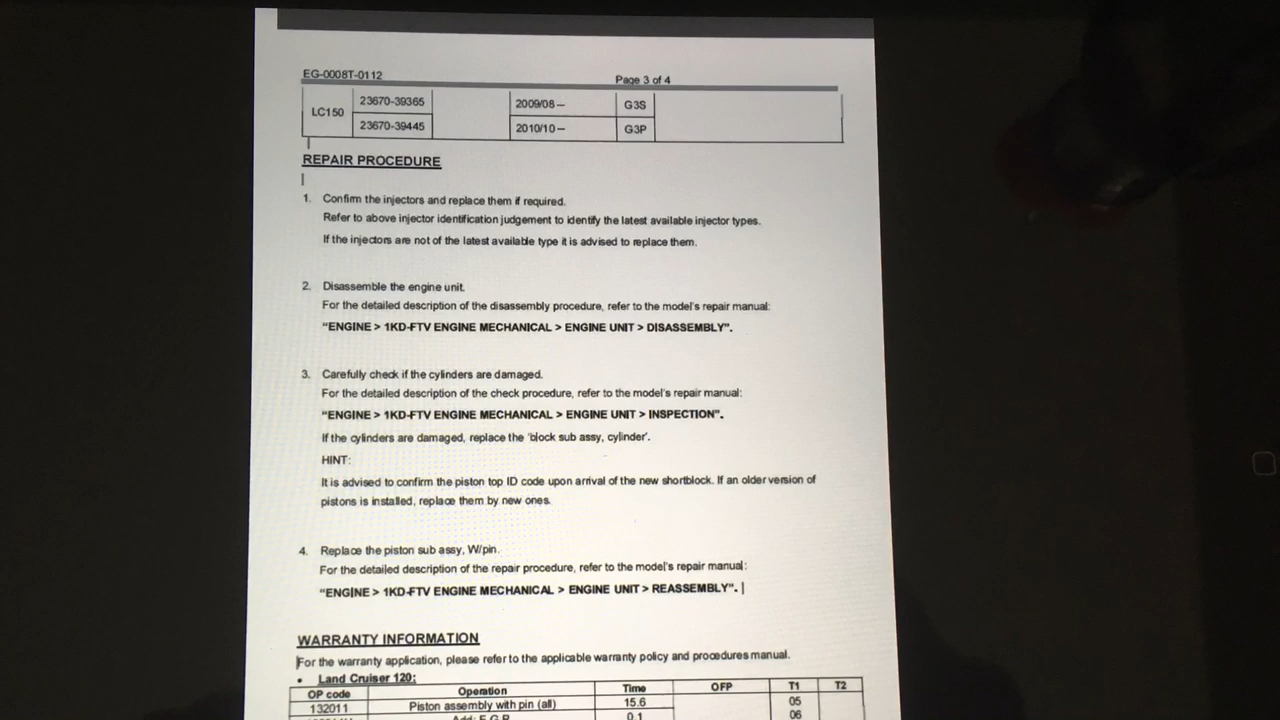 EG-0008T-0112 Page 3 of 4
LC150 23670-39365 2009/08 – G3S
23670-39445 2010/10 – G3P
REPAIR PROCEDURE
1. Confirm the injectors and replace them if required.
Refer to above injector identification judgement to identify the latest available injector types.
If the injectors are not of the latest available type it is advised to replace them.
2. Disassemble the engine unit.
For the detailed description of the disassembly procedure, refer to the model's repair manual:
"ENGINE > 1KD-FTV ENGINE MECHANICAL > ENGINE UNIT > DISASSEMBLY".
3. Carefully check if the cylinders are damaged.
For the detailed description of the check procedure, refer to the model's repair manual:
"ENGINE > 1KD-FTV ENGINE MECHANICAL > ENGINE UNIT > INSPECTION".
If the cylinders are damaged, replace the 'block sub assy, cylinder'.
HINT:
It is advised to confirm the piston top ID code upon arrival of the new shortblock. If an older version of
pistons is installed, replace them by new ones.
4. Replace the piston sub assy, W/pin.
For the detailed description of the repair procedure, refer to the model's repair manual:
"ENGINE > 1KD-FTV ENGINE MECHANICAL > ENGINE UNIT > REASSEMBLY".
WARRANTY INFORMATION
For the warranty application, please refer to the applicable warranty policy and procedures manual.
• Land Cruiser 120:
OP code Operation Time OFP T1 T2
132011 Piston assembly with pin (all) 15.6 05
Add: E.G.R 0.1 06